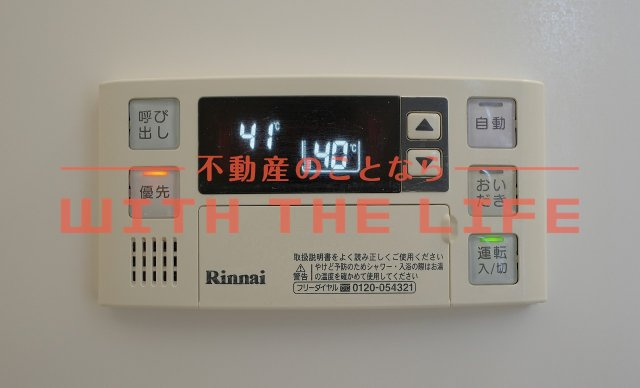 呼び
出し
41℃
40℃
自動
不動産のことなら
優先
おい
だき
WITH THE LIFE
運転
入/切
Rinnai
取扱説明書をよく読み正しくご使用ください
警告
やけど予防のためシャワー・入浴の際はお湯
の温度を確かめて使用してください
フリーダイヤル 0120-054321